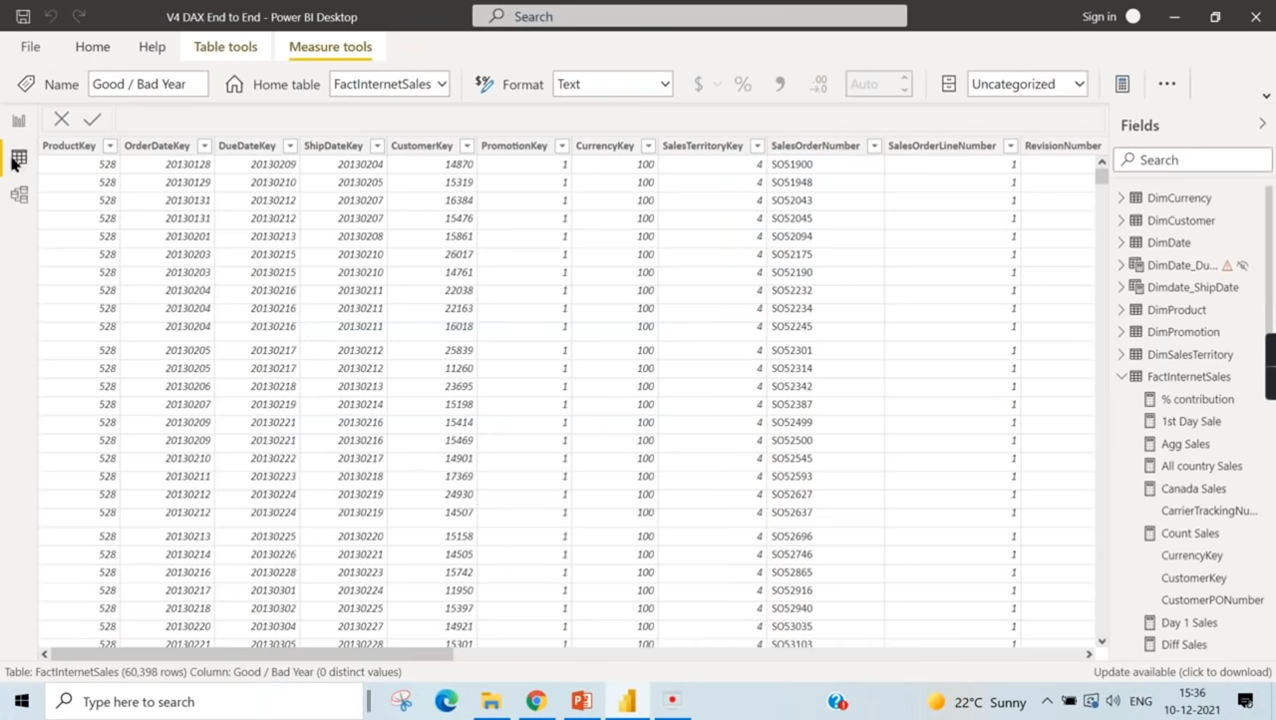 V4 DAX End to End - Power BI Desktop Search Sign in
File Home Help Table tools Measure tools
Name Good / Bad Year Home table FactInternetSales Format Text $ % Auto Uncategorized
Fields
ProductKey OrderDateKey DueDateKey ShipDateKey CustomerKey PromotionKey CurrencyKey SalesTerritoryKey SalesOrderNumber SalesOrderLineNumber RevisionNumber
528 20130128 20130209 20130204 14870 1 100 4 SO51900 1
528 20130129 20130210 20130205 15319 1 100 4 SO51948 1
528 20130131 20130212 20130207 16384 1 100 4 SO52043 1
528 20130131 20130212 20130207 15476 1 100 4 SO52045 1
528 20130201 20130213 20130208 15861 1 100 4 SO52094 1
528 20130203 20130215 20130210 26017 1 100 4 SO52175 1
528 20130203 20130215 20130210 14761 1 100 4 SO52190 1
528 20130204 20130216 20130211 22038 1 100 4 SO52232 1
528 20130204 20130216 20130211 22163 1 100 4 SO52234 1
528 20130204 20130216 20130211 16018 1 100 4 SO52245 1
528 20130205 20130217 20130212 25839 1 100 4 SO52301 1
528 20130205 20130217 20130212 11260 1 100 4 SO52314 1
528 20130206 20130218 20130213 23695 1 100 4 SO52342 1
528 20130207 20130219 20130214 15198 1 100 4 SO52387 1
528 20130209 20130221 20130216 15414 1 100 4 SO52499 1
528 20130209 20130221 20130216 15469 1 100 4 SO52500 1
528 20130210 20130222 20130217 14901 1 100 4 SO52545 1
528 20130211 20130223 20130218 17369 1 100 4 SO52593 1
528 20130212 20130224 20130219 24930 1 100 4 SO52627 1
528 20130212 20130224 20130219 14507 1 100 4 SO52637 1
528 20130213 20130225 20130220 15158 1 100 4 SO52696 1
528 20130214 20130226 20130221 14505 1 100 4 SO52746 1
528 20130216 20130228 20130223 15742 1 100 4 SO52865 1
528 20130217 20130301 20130224 11950 1 100 4 SO52916 1
528 20130218 20130302 20130225 15397 1 100 4 SO52940 1
528 20130220 20130304 20130227 14921 1 100 4 SO53035 1
528 20130221 20130305 20130228 15301 1 100 4 SO53103 1
Search
DimCurrency
DimCustomer
DimDate
DimDate_Du...
Dimdate_ShipDate
DimProduct
DimPromotion
DimSalesTerritory
FactInternetSales
% contribution
1st Day Sale
Agg Sales
All country Sales
Canada Sales
CarrierTrackingNu...
Count Sales
CurrencyKey
CustomerKey
CustomerPONumber
Day 1 Sales
Diff Sales
Table: FactInternetSales (60,398 rows) Column: Good / Bad Year (0 distinct values) Update available (click to download)
Type here to search 22°C Sunny ENG 15:36
10-12-2021